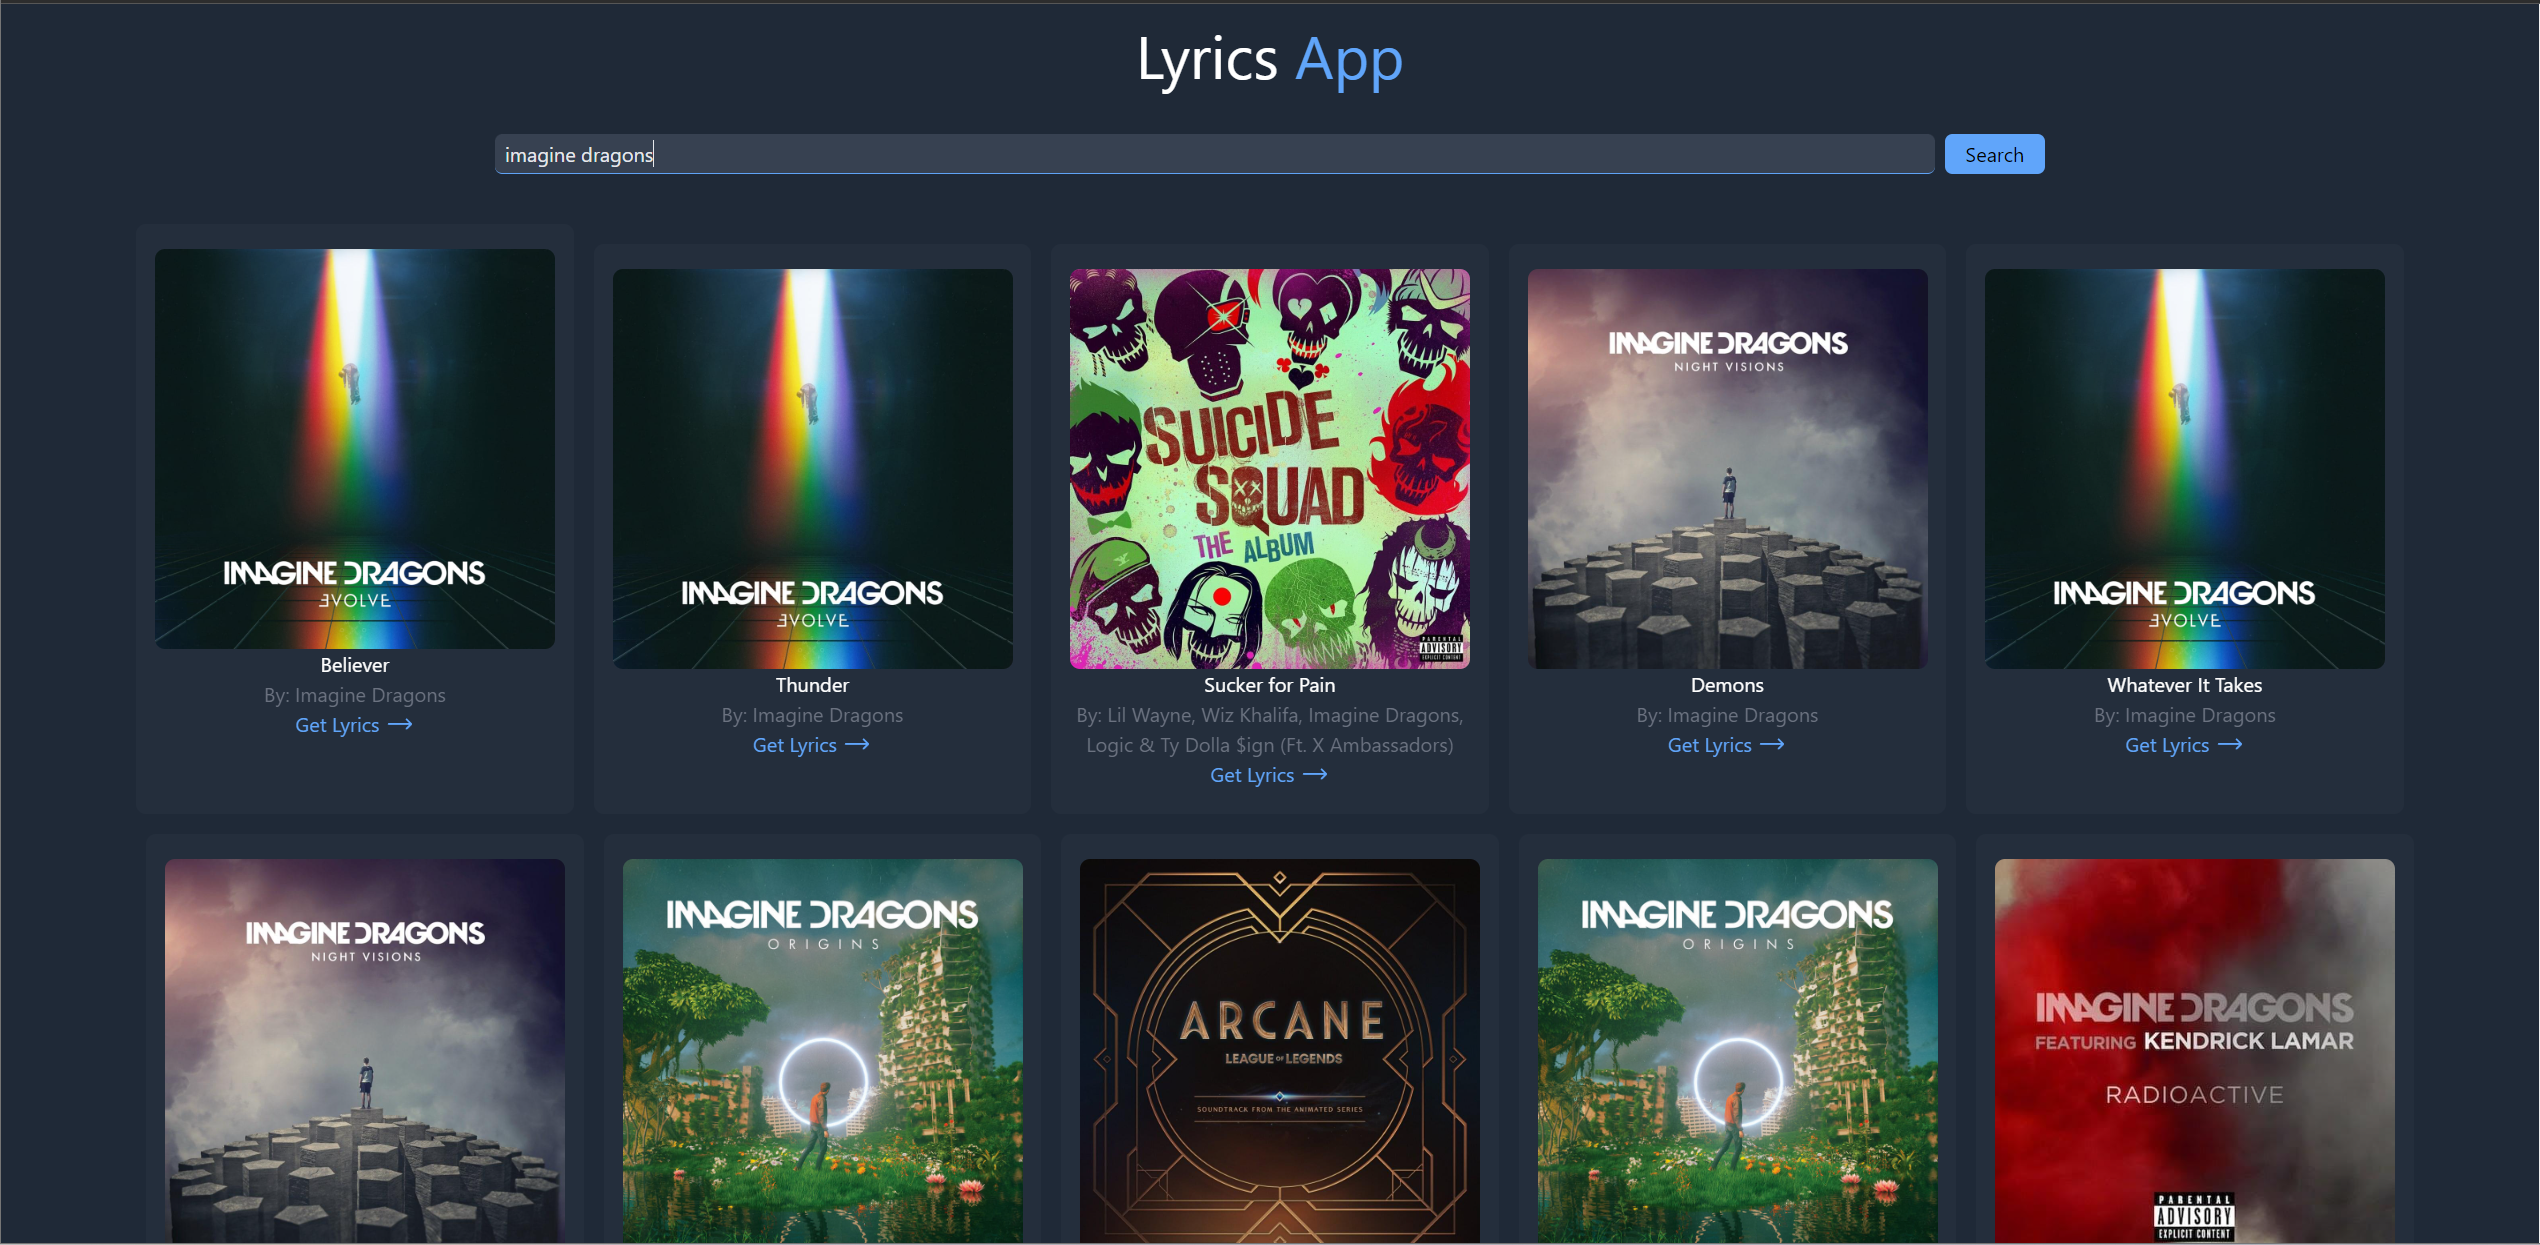 Lyrics App
imagine dragons
Search
IMAGINE DRAGONS
EVOLVE
Believer
By: Imagine Dragons
Get Lyrics ⟶
IMAGINE DRAGONS
EVOLVE
Thunder
By: Imagine Dragons
Get Lyrics ⟶
SUICIDE
SQUAD
THE ALBUM
PARENTAL
ADVISORY
EXPLICIT CONTENT
Sucker for Pain
By: Lil Wayne, Wiz Khalifa, Imagine Dragons,
Logic & Ty Dolla $ign (Ft. X Ambassadors)
Get Lyrics ⟶
IMAGINE DRAGONS
NIGHT VISIONS
Demons
By: Imagine Dragons
Get Lyrics ⟶
IMAGINE DRAGONS
EVOLVE
Whatever It Takes
By: Imagine Dragons
Get Lyrics ⟶
IMAGINE DRAGONS
NIGHT VISIONS
IMAGINE DRAGONS
ORIGINS
ARCANE
LEAGUE OF LEGENDS
SOUNDTRACK FROM THE ANIMATED SERIES
IMAGINE DRAGONS
ORIGINS
IMAGINE DRAGONS
FEATURING KENDRICK LAMAR
RADIOACTIVE
PARENTAL
ADVISORY
EXPLICIT CONTENT